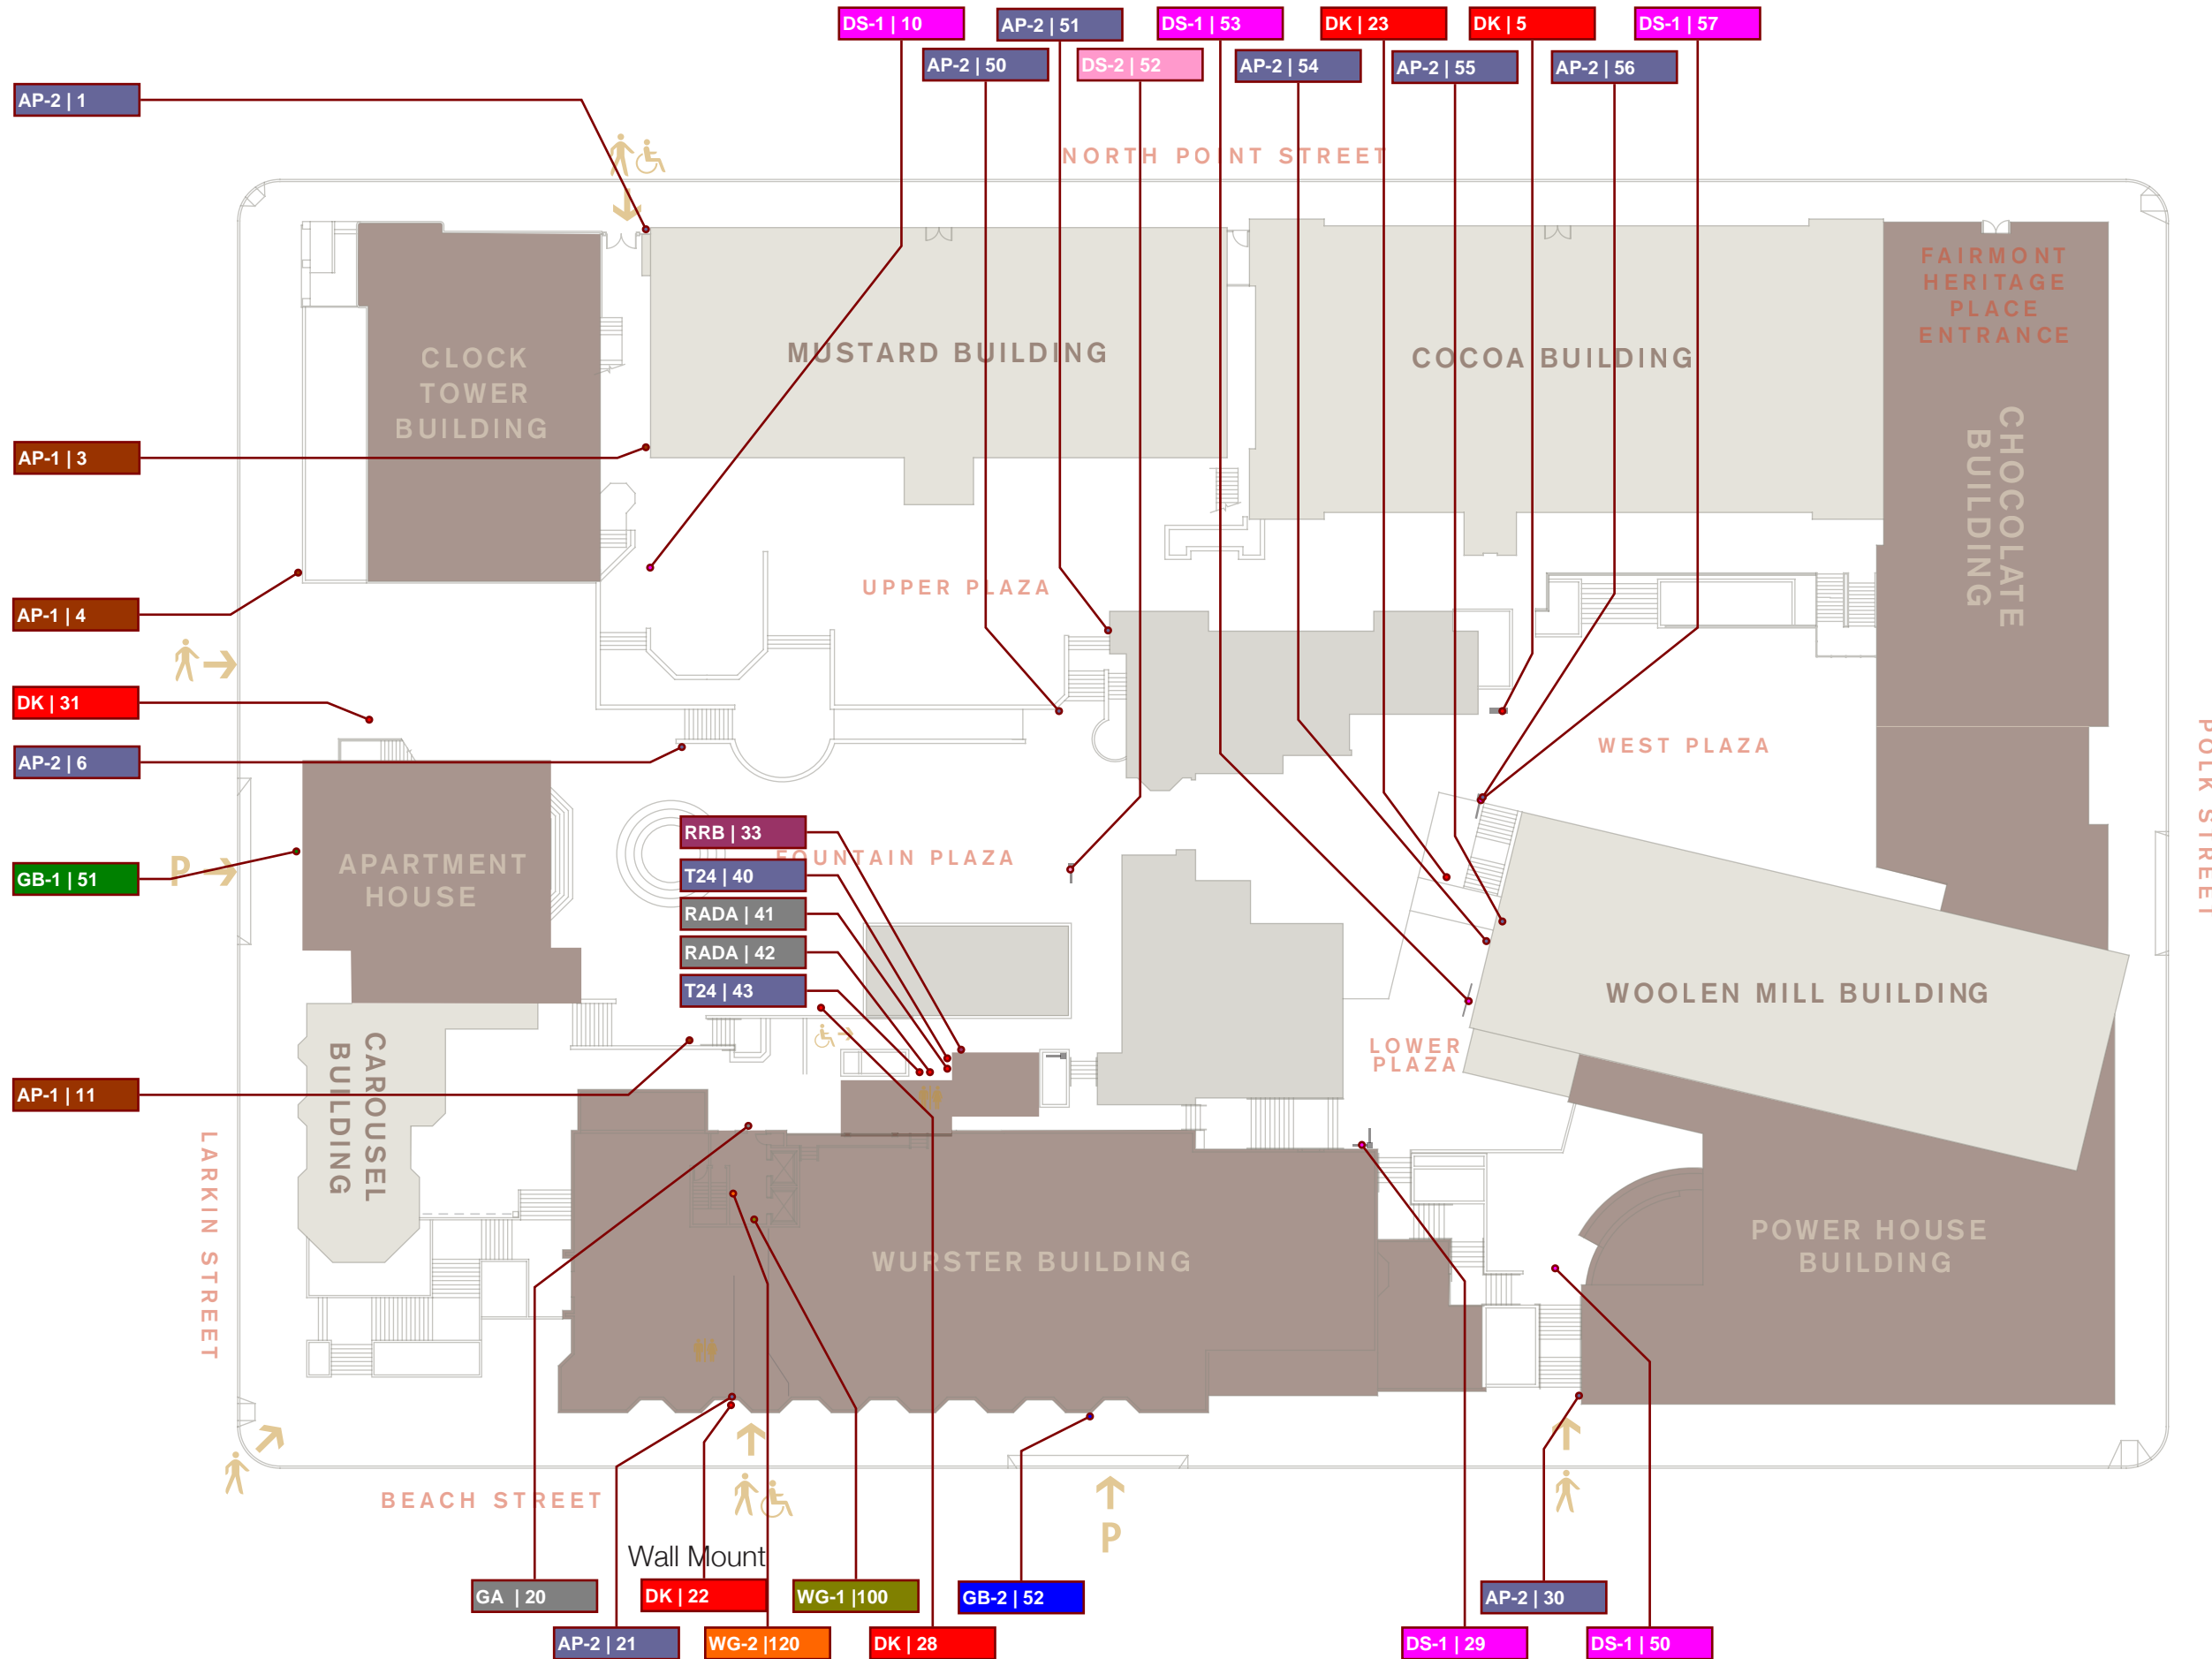 DS-1 | 10
AP-2 | 51
DS-1 | 53
DK | 23
DK | 5
DS-1 | 57
AP-2 | 50
DS-2 | 52
AP-2 | 54
AP-2 | 55
AP-2 | 56
AP-2 | 1
NORTH POINT STREET
FAIRMONT
HERITAGE
PLACE
ENTRANCE
CLOCK
TOWER
BUILDING
MUSTARD BUILDING
COCOA BUILDING
CHOCOLATE
BUILDING
AP-1 | 3
AP-1 | 4
UPPER PLAZA
DK | 31
AP-2 | 6
WEST PLAZA
POLK STREET
RRB | 33
FOUNTAIN PLAZA
T24 | 40
RADA | 41
RADA | 42
T24 | 43
GB-1 | 51
P
APARTMENT
HOUSE
WOOLEN MILL BUILDING
LOWER
PLAZA
CAROUSEL
BUILDING
AP-1 | 11
LARKIN STREET
WURSTER BUILDING
POWER HOUSE
BUILDING
BEACH STREET
P
Wall Mount
GA | 20
DK | 22
WG-1 |100
GB-2 | 52
AP-2 | 30
AP-2 | 21
WG-2 |120
DK | 28
DS-1 | 29
DS-1 | 50